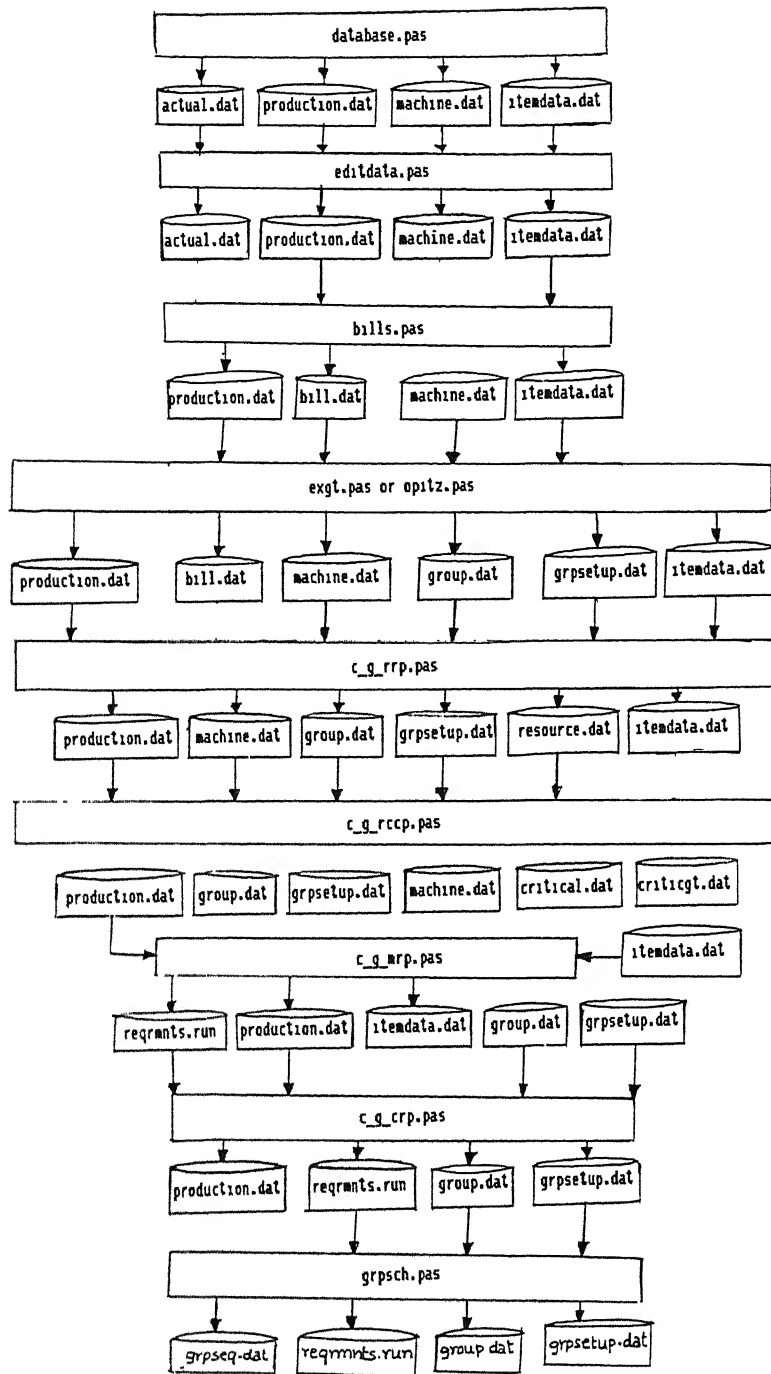 database.pas
actual.dat production.dat machine.dat itemdata.dat
editdata.pas
actual.dat production.dat machine.dat itemdata.dat
bills.pas
production.dat bill.dat machine.dat itemdata.dat
exgt.pas or opitz.pas
production.dat bill.dat machine.dat group.dat grpsetup.dat itemdata.dat
c_g_rrp.pas
production.dat machine.dat group.dat grpsetup.dat resource.dat itemdata.dat
c_g_rccp.pas
production.dat group.dat grpsetup.dat machine.dat critical.dat criticgt.dat
c_g_mrp.pas itemdata.dat
reqrmnts.run production.dat itemdata.dat group.dat grpsetup.dat
c_g_crp.pas
production.dat reqrmnts.run group.dat grpsetup.dat
grpsch.pas
grpseq.dat reqrmnts.run group dat grpsetup.dat